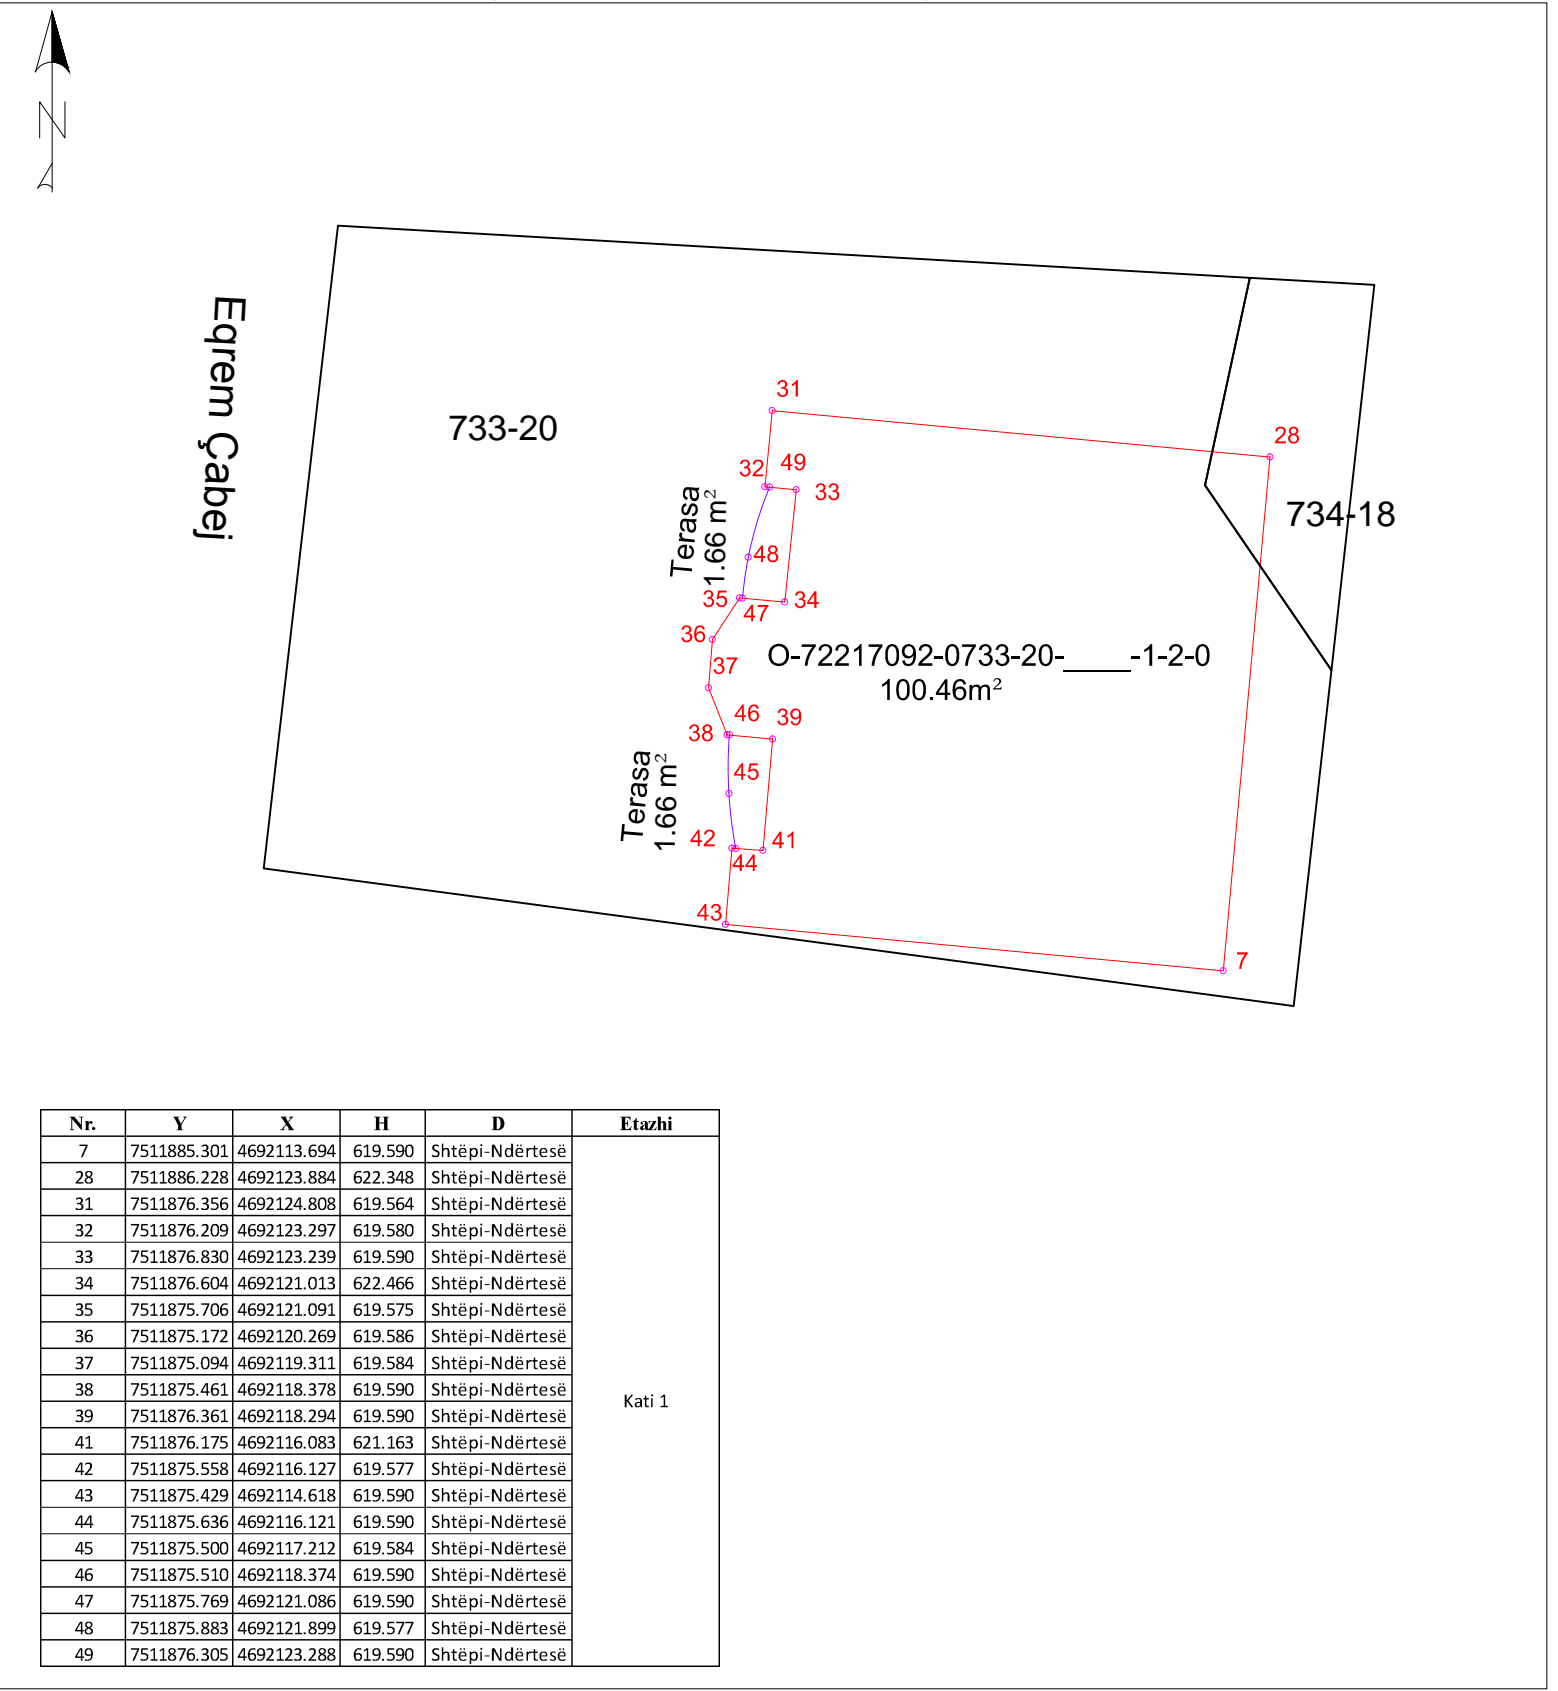 N
Eqrem Çabej
733-20
31
28
32
49
33
734-18
Terasa
1.66 m²
48
35
47
34
36
O-72217092-0733-20-____-1-2-0
100.46m²
37
46
39
38
45
Terasa
1.66 m²
42
44
41
43
7
Nr. Y X H D Etazhi
7 7511885.301 4692113.694 619.590 Shtëpi-Ndërtesë
28 7511886.228 4692123.884 622.348 Shtëpi-Ndërtesë
31 7511876.356 4692124.808 619.564 Shtëpi-Ndërtesë
32 7511876.209 4692123.297 619.580 Shtëpi-Ndërtesë
33 7511876.830 4692123.239 619.590 Shtëpi-Ndërtesë
34 7511876.604 4692121.013 622.466 Shtëpi-Ndërtesë
35 7511875.706 4692121.091 619.575 Shtëpi-Ndërtesë
36 7511875.172 4692120.269 619.586 Shtëpi-Ndërtesë
37 7511875.094 4692119.311 619.584 Shtëpi-Ndërtesë
38 7511875.461 4692118.378 619.590 Shtëpi-Ndërtesë
Kati 1
39 7511876.361 4692118.294 619.590 Shtëpi-Ndërtesë
41 7511876.175 4692116.083 621.163 Shtëpi-Ndërtesë
42 7511875.558 4692116.127 619.577 Shtëpi-Ndërtesë
43 7511875.429 4692114.618 619.590 Shtëpi-Ndërtesë
44 7511875.636 4692116.121 619.590 Shtëpi-Ndërtesë
45 7511875.500 4692117.212 619.584 Shtëpi-Ndërtesë
46 7511875.510 4692118.374 619.590 Shtëpi-Ndërtesë
47 7511875.769 4692121.086 619.590 Shtëpi-Ndërtesë
48 7511875.883 4692121.899 619.577 Shtëpi-Ndërtesë
49 7511876.305 4692123.288 619.590 Shtëpi-Ndërtesë